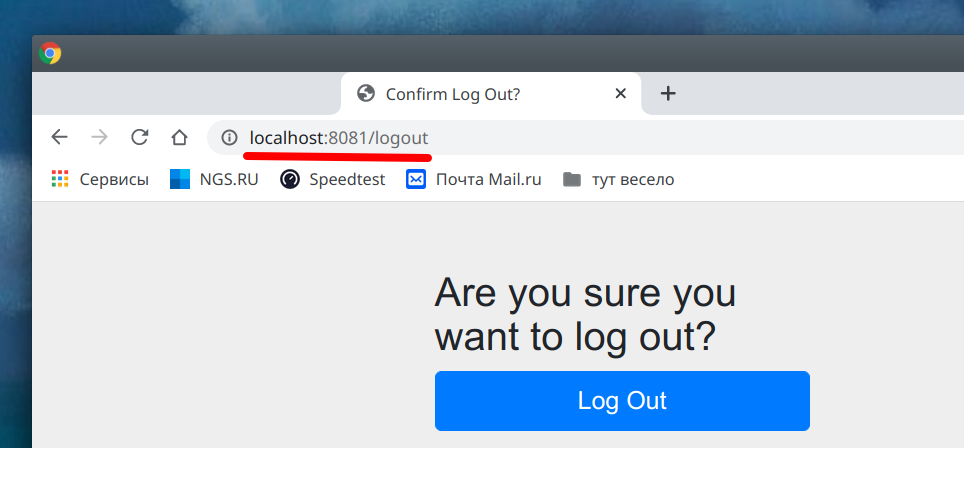 Confirm Log Out?
localhost:8081/logout
Сервисы NGS.RU Speedtest Почта Mail.ru тут весело
Are you sure you
want to log out?
Log Out